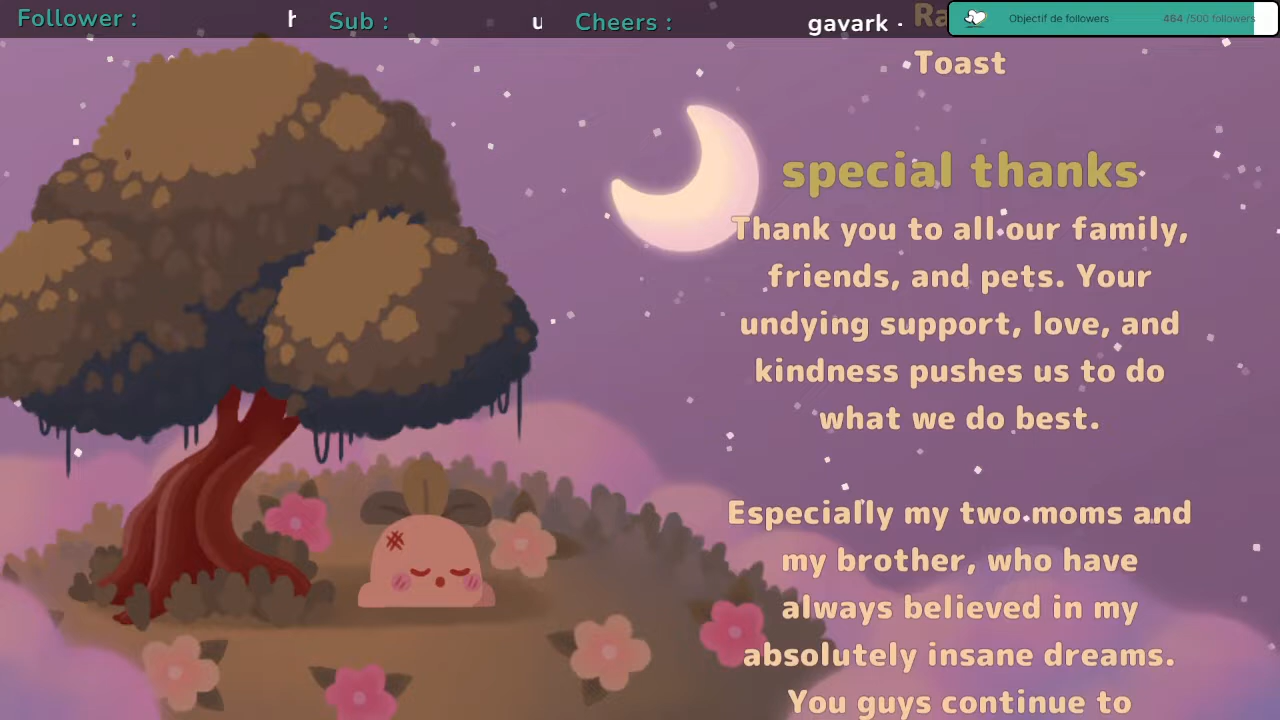 Follower :
Sub :
Cheers :
gavark -
Objectif de followers
464 /500 followers
Toast
special thanks
Thank you to all our family,
friends, and pets. Your
undying support, love, and
kindness pushes us to do
what we do best.
Especially my two moms and
my brother, who have
always believed in my
absolutely insane dreams.
You guys continue to